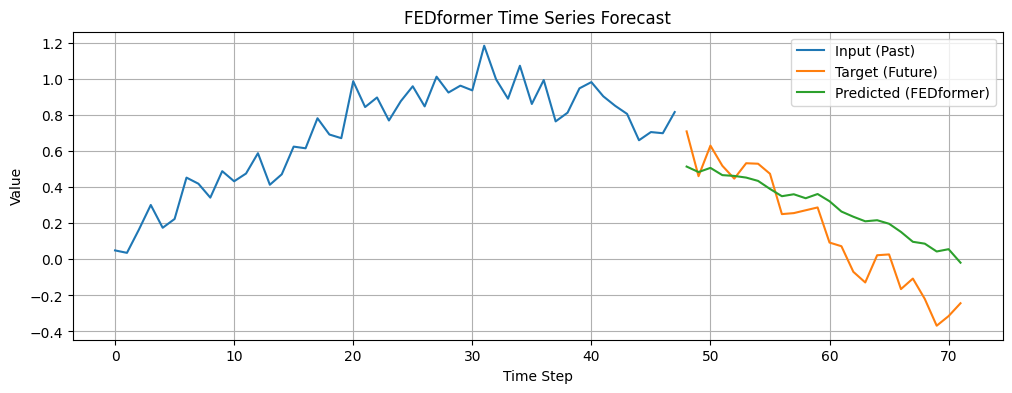 FEDformer Time Series Forecast
Input (Past)
Target (Future)
Predicted (FEDformer)
Value
1.2
1.0
0.8
0.6
0.4
0.2
0.0
−0.2
−0.4
0 10 20 30 40 50 60 70
Time Step